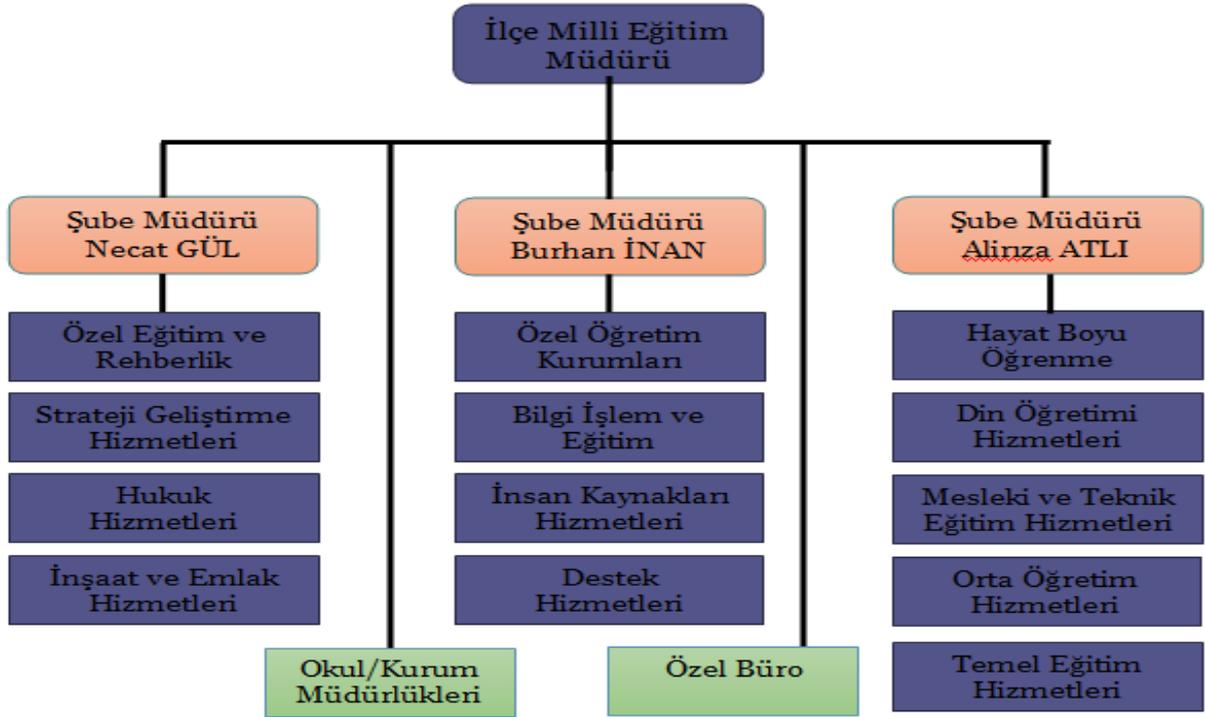 İlçe Milli Eğitim
Müdürü
Şube Müdürü
Necat GÜL
Özel Eğitim ve
Rehberlik
Strateji Geliştirme
Hizmetleri
Hukuk
Hizmetleri
İnşaat ve Emlak
Hizmetleri
Okul/Kurum
Müdürlükleri
Şube Müdürü
Burhan İNAN
Özel Öğretim
Kurumları
Bilgi İşlem ve
Eğitim
İnsan Kaynakları
Hizmetleri
Destek
Hizmetleri
Özel Büro
Şube Müdürü
Alirıza ATLI
Hayat Boyu
Öğrenme
Din Öğretimi
Hizmetleri
Mesleki ve Teknik
Eğitim Hizmetleri
Orta Öğretim
Hizmetleri
Temel Eğitim
Hizmetleri